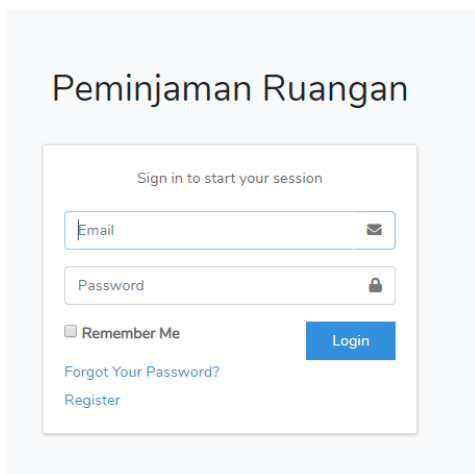 Peminjaman Ruangan
Sign in to start your session
Email
Password
Remember Me
Login
Forgot Your Password?
Register